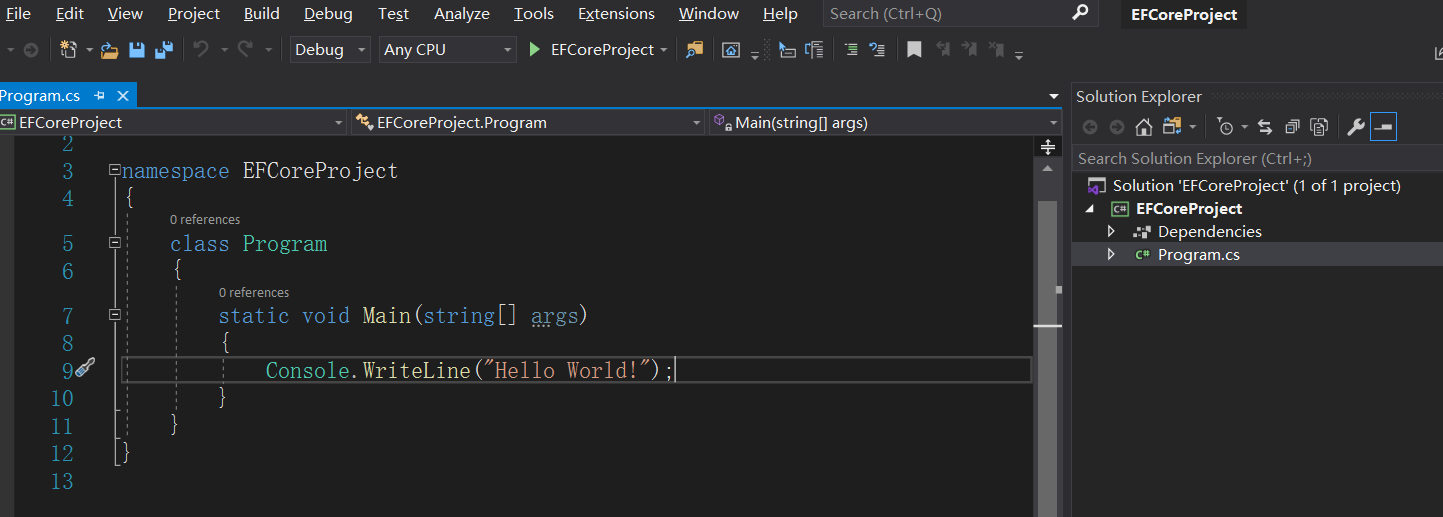 File Edit View Project Build Debug Test Analyze Tools Extensions Window Help Search (Ctrl+Q) EFCoreProject
Debug Any CPU EFCoreProject
Program.cs
EFCoreProject EFCoreProject.Program Main(string[] args)
2
3 namespace EFCoreProject
4 {
0 references
5 class Program
6 {
0 references
7 static void Main(string[] args)
8 {
9 Console.WriteLine("Hello World!");
10 }
11 }
12 }
13
Solution Explorer
Search Solution Explorer (Ctrl+;)
Solution 'EFCoreProject' (1 of 1 project)
C# EFCoreProject
Dependencies
C# Program.cs